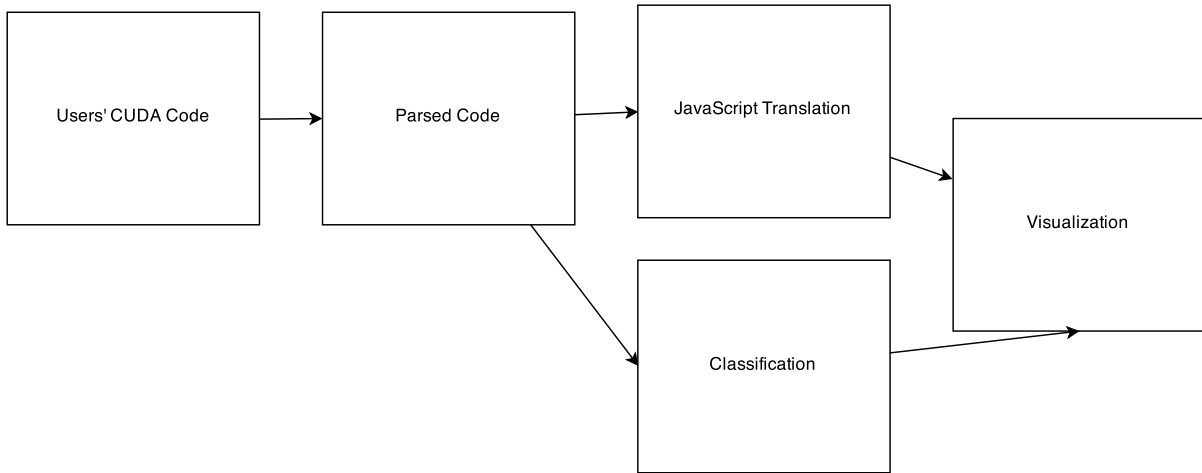 Users' CUDA Code
Parsed Code
JavaScript Translation
Visualization
Classification